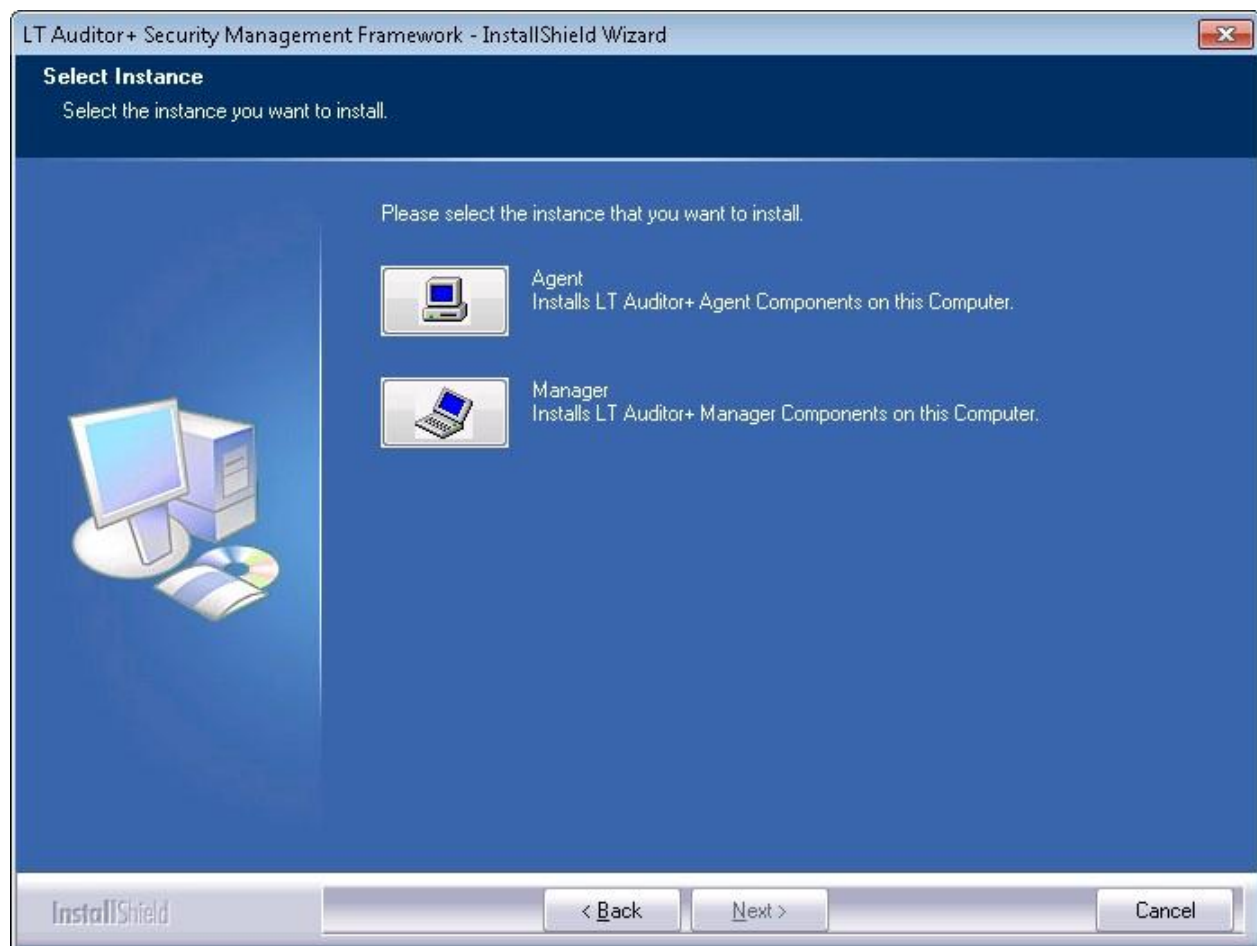 LT Auditor+ Security Management Framework - InstallShield Wizard
Select Instance
Select the instance you want to install.
Please select the instance that you want to install.
Agent
Installs LT Auditor+ Agent Components on this Computer.
Manager
Installs LT Auditor+ Manager Components on this Computer.
InstallShield
< Back
Next >
Cancel